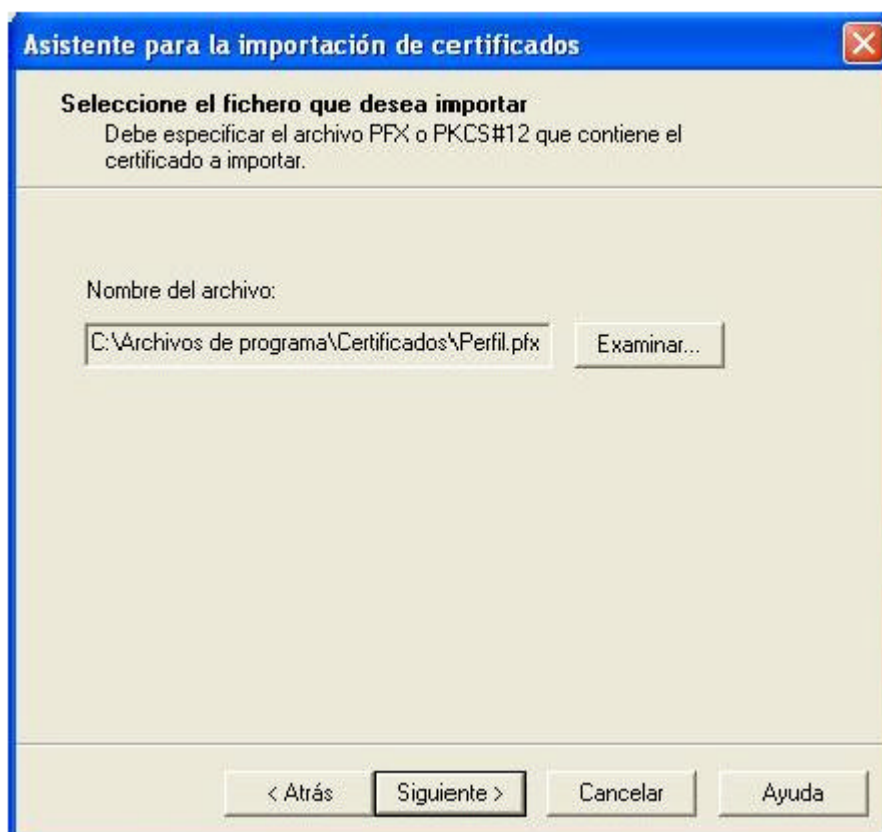 Asistente para la importación de certificados
Seleccione el fichero que desea importar
Debe especificar el archivo PFX o PKCS#12 que contiene el
certificado a importar.
Nombre del archivo:
C:\Archivos de programa\Certificados\Perfil.pfx
Examinar...
< Atrás
Siguiente >
Cancelar
Ayuda